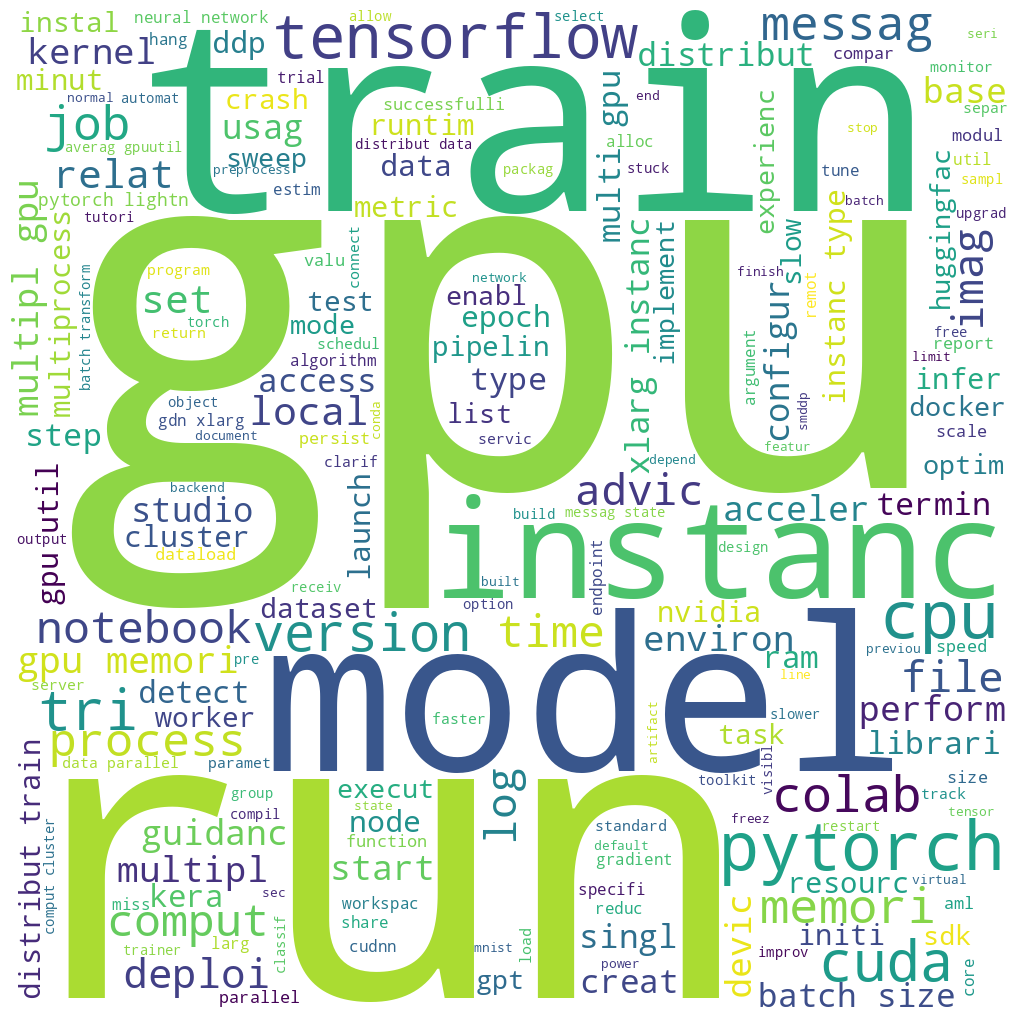 instal
neural network
allow
select
messag
seri
kernel
hang
ddp
tensorflow
distribut
compar
monitor
minut
normal
automat
trial
train
end
base
crash
successfulli
multi gpu
separ
job
usag
runtim
alloc
experienc
stop
modul
averag gpuutil
sweep
distribut data
data
packag
stuck
tune
util
relat
preprocess
estim
batch
sampl
pytorch lightn
metric
huggingfac
upgrad
tutori
gpu
multipl gpu
multiprocess
valu
connect
slow
instanc type
imag
program
network
finish
remot
free
batch transform
set
test
enabl
xlarg instanc
implement
configur
torch
mode
epoch
return
schedul
pipelin
limit
report
algorithm
access
type
argument
infer
object
local
list
smddp
docker
gdn xlarg
conda
step
document
persist
servic
featur
scale
clarif
depend
optim
gpu util
backend
launch
advic
acceler
termin
studio
instanc
output
build
messag state
cluster
design
dataload
receiv
built
endpoint
dataset
option
nvidia
cpu
notebook
version
time
environ
previou
speed
gpu memori
pre
model
ram
file
server
detect
line
tri
worker
faster
artifact
slower
perform
process
task
librari
data parallel
paramet
visibl
toolkit
size
distribut train
run
log
execut
colab
track
group
state
tensor
comput cluster
compil
node
standard
freez
restart
guidanc
function
default
pytorch
multipl
start
gradient
resourc
virtual
kera
sec
specifi
miss
workspac
reduc
devic
memori
aml
comput
share
singl
initi
sdk
trainer
larg
classif
cudnn
mnist
load
improv
core
deploi
gpt
power
creat
cuda
parallel
batch size